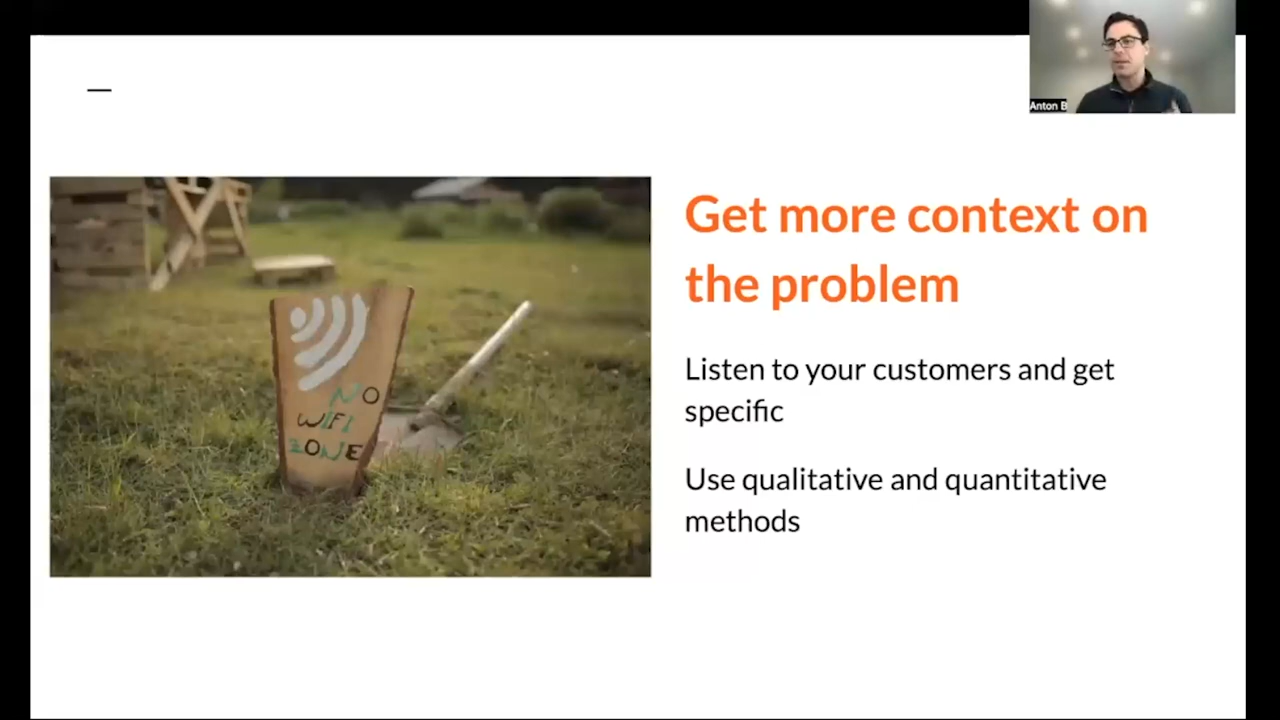 Anton B
Get more context on
the problem
Listen to your customers and get
specific
Use qualitative and quantitative
methods
NO
WIFI
ZONE